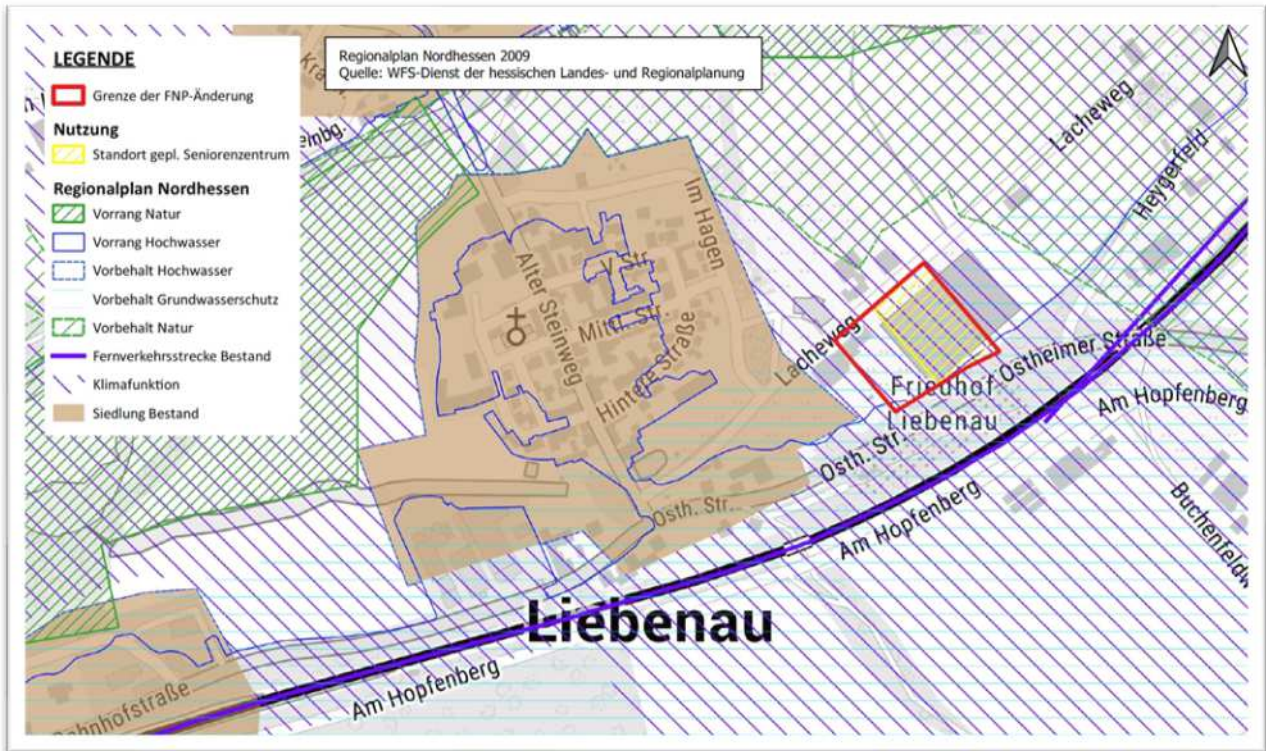 LEGENDE
Grenze der FNP-Änderung
Nutzung
Standort gepl. Seniorenzentrum
Regionalplan Nordhessen
Vorrang Natur
Vorrang Hochwasser
Vorbehalt Hochwasser
Vorbehalt Grundwasserschutz
Vorbehalt Natur
Fernverkehrsstrecke Bestand
Klimafunktion
Siedlung Bestand
Regionalplan Nordhessen 2009
Quelle: WFS-Dienst der hessischen Landes- und Regionalplanung
Lacheweg
Heygerfeld
Im Hagen
V Str.
Alter Steinweg
Mittl. Str.
Hintere Straße
Lacheweg
Ostheimer Straße
Friedhof
Liebenau
Am Hopfenberg
Osth. Str.
Osth. Str.
Am Hopfenberg
Liebenau
Am Hopfenberg